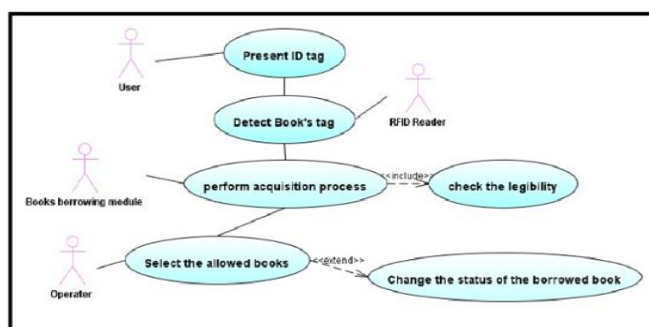 Present ID tag
User
Detect Book's tag
RFID Reader
Books borrowing module
perform acquisition process
<<include>>
check the legibility
Select the allowed books
<<extend>>
Change the status of the borrowed book
Operater